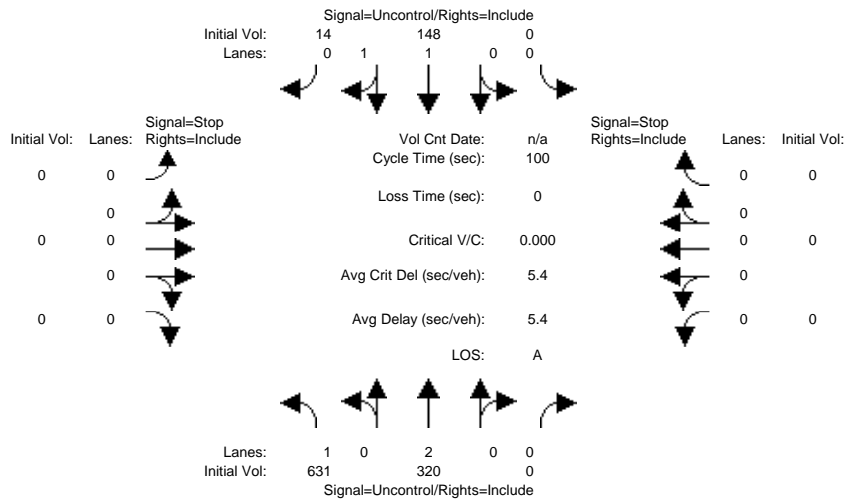 Signal=Uncontrol/Rights=Include
Initial Vol: 14 148 0
Lanes: 0 1 1 0 0
Signal=Stop
Initial Vol: Lanes: Rights=Include
Vol Cnt Date: n/a
Signal=Stop
Rights=Include Lanes: Initial Vol:
Cycle Time (sec): 100
0 0
0 0
Loss Time (sec): 0
0
0
0 0
Critical V/C: 0.000
0 0
0
Avg Crit Del (sec/veh): 5.4
0
0 0
Avg Delay (sec/veh): 5.4
0 0
LOS: A
Lanes: 1 0 2 0 0
Initial Vol: 631 320 0
Signal=Uncontrol/Rights=Include